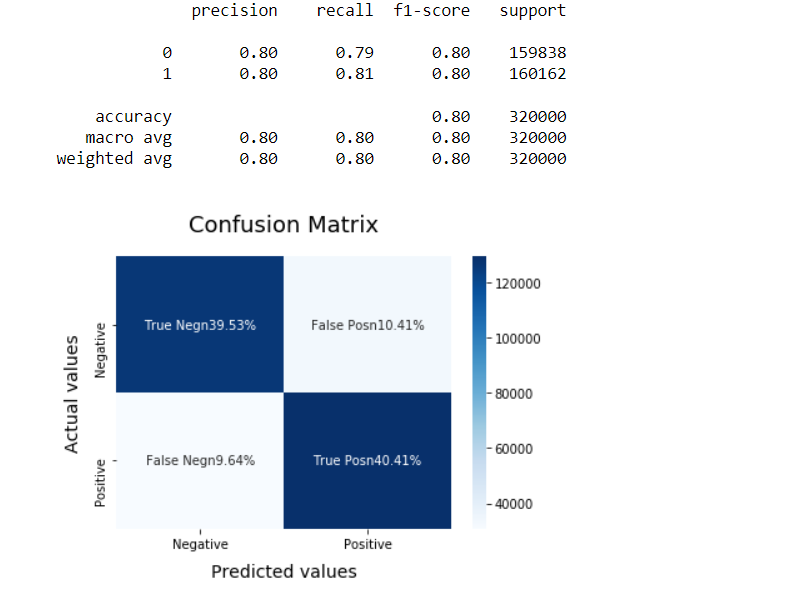 precision recall f1-score support
0 0.80 0.79 0.80 159838
1 0.80 0.81 0.80 160162
accuracy 0.80 320000
macro avg 0.80 0.80 0.80 320000
weighted avg 0.80 0.80 0.80 320000
Confusion Matrix
Actual values
Negative
Positive
True Negn39.53%
False Posn10.41%
False Negn9.64%
True Posn40.41%
Negative
Positive
Predicted values
120000
100000
80000
60000
40000